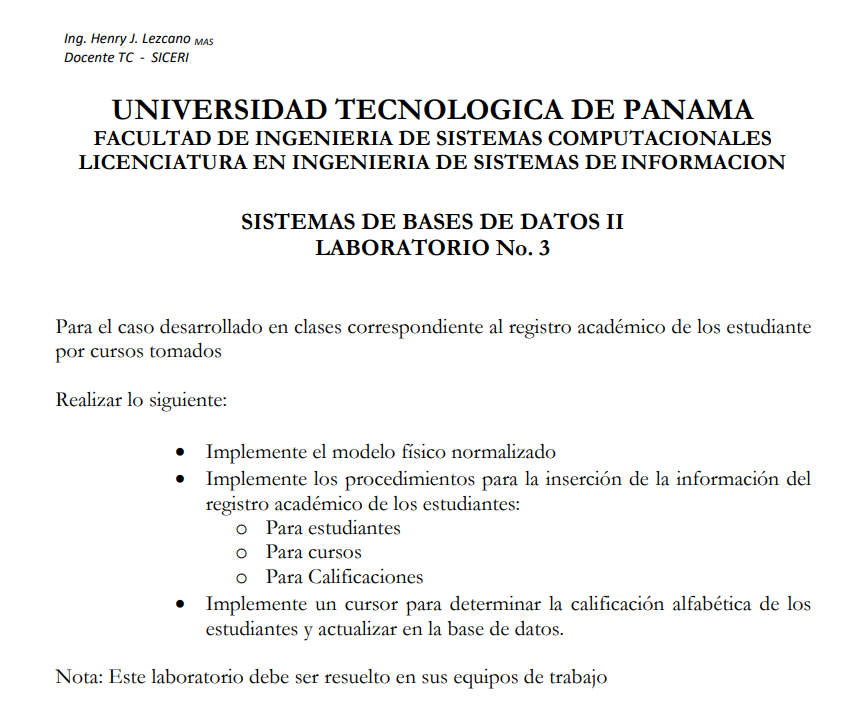 Ing. Henry J. Lezcano MAS
Docente TC - SICERI
UNIVERSIDAD TECNOLOGICA DE PANAMA
FACULTAD DE INGENIERIA DE SISTEMAS COMPUTACIONALES
LICENCIATURA EN INGENIERIA DE SISTEMAS DE INFORMACION
SISTEMAS DE BASES DE DATOS II
LABORATORIO No. 3
Para el caso desarrollado en clases correspondiente al registro académico de los estudiante
por cursos tomados
Realizar lo siguiente:
• Implemente el modelo físico normalizado
• Implemente los procedimientos para la inserción de la información del
registro académico de los estudiantes:
o Para estudiantes
o Para cursos
o Para Calificaciones
• Implemente un cursor para determinar la calificación alfabética de los
estudiantes y actualizar en la base de datos.
Nota: Este laboratorio debe ser resuelto en sus equipos de trabajo